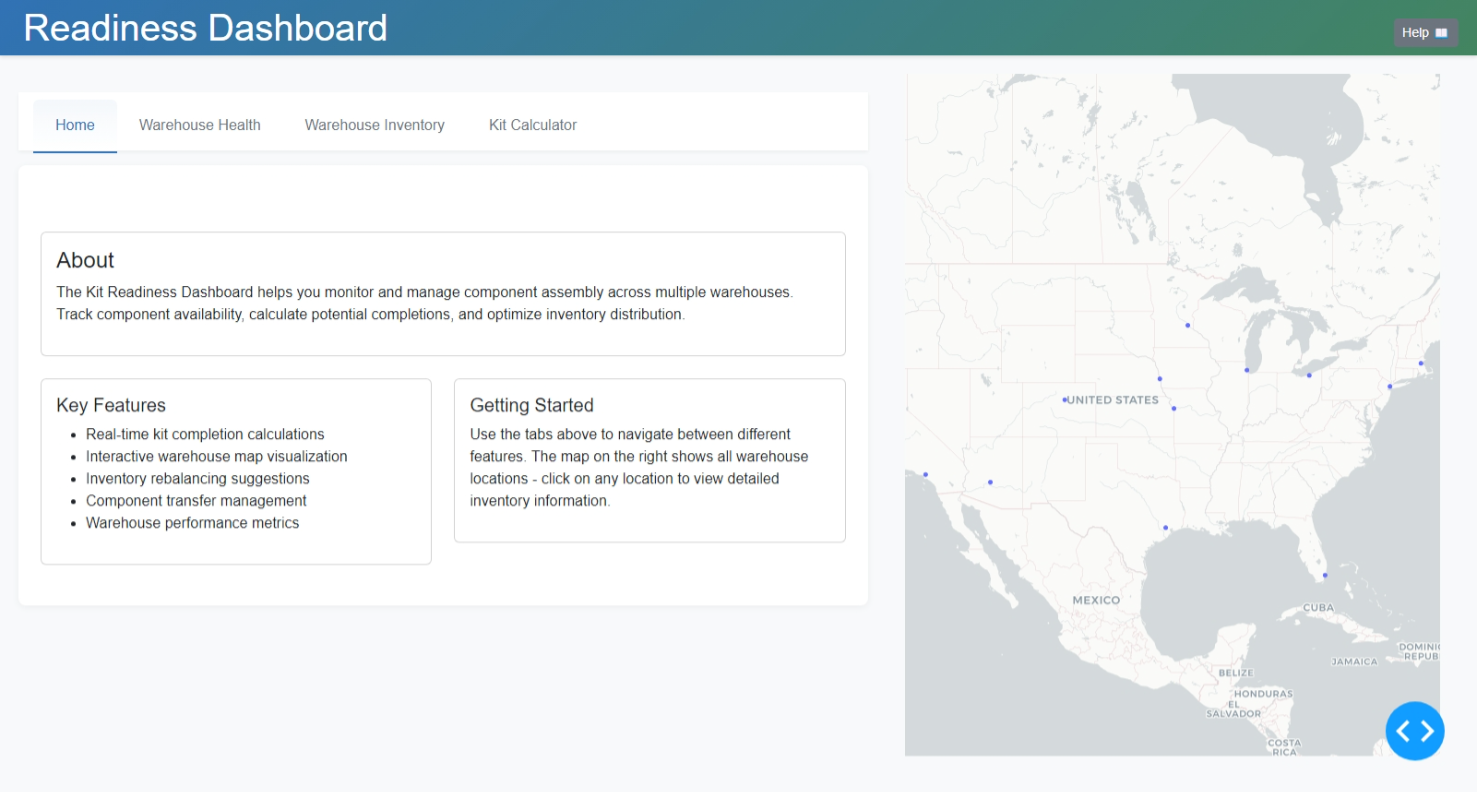 Readiness Dashboard
Help
Home
Warehouse Health
Warehouse Inventory
Kit Calculator
About
The Kit Readiness Dashboard helps you monitor and manage component assembly across multiple warehouses.
Track component availability, calculate potential completions, and optimize inventory distribution.
Key Features
Real-time kit completion calculations
Interactive warehouse map visualization
Inventory rebalancing suggestions
Component transfer management
Warehouse performance metrics
Getting Started
Use the tabs above to navigate between different
features. The map on the right shows all warehouse
locations - click on any location to view detailed
inventory information.
UNITED STATES
MEXICO
CUBA
JAMAICA
DOMINIC
REPUB
BELIZE
HONDURAS
EL
SALVADOR
COSTA
RICA